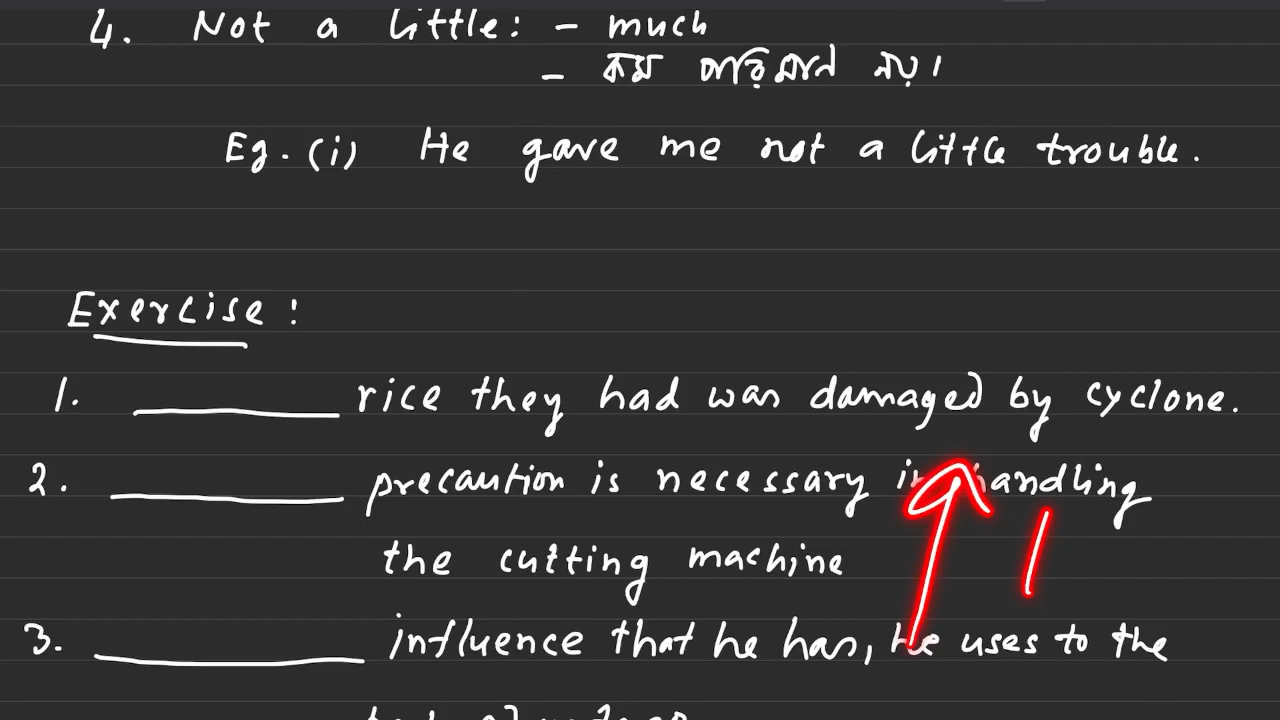 4. Not a little: - much
- কম পরিমানে নয়।
Eg. (i) He gave me not a little trouble.
Exercise:
1. ________ rice they had was damaged by cyclone.
2. ________ precaution is necessary in handling
the cutting machine
3. ________ influence that he has, he uses to the